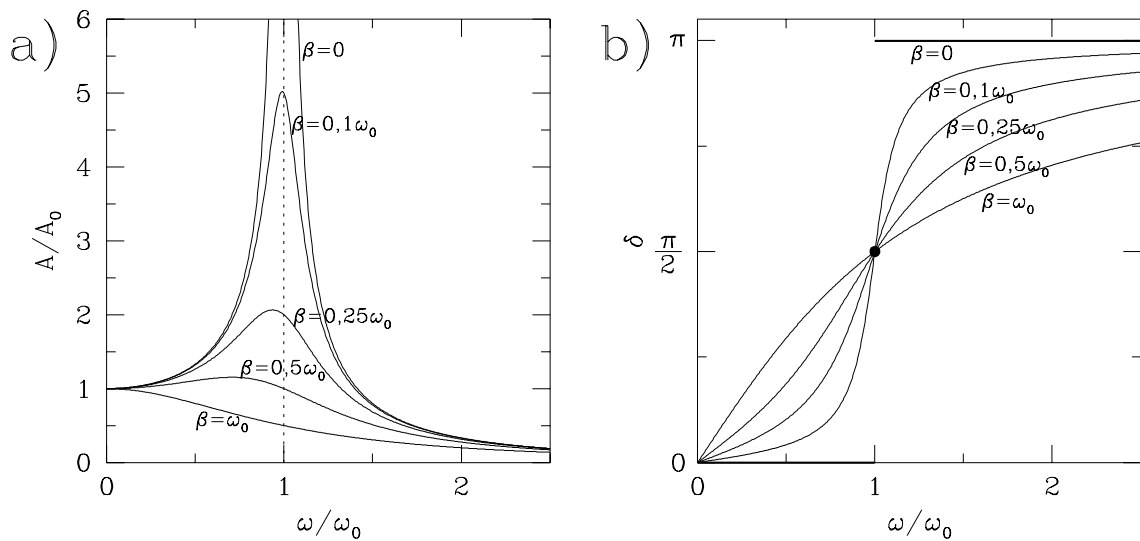 a)
6
5
4
3
2
1
0
A/A₀
β=0
β=0,1ω₀
β=0,25ω₀
β=0,5ω₀
β=ω₀
0
1
2
ω/ω₀
b)
π
δ
π
2
0
β=0
β=0,1ω₀
β=0,25ω₀
β=0,5ω₀
β=ω₀
0
1
2
ω/ω₀